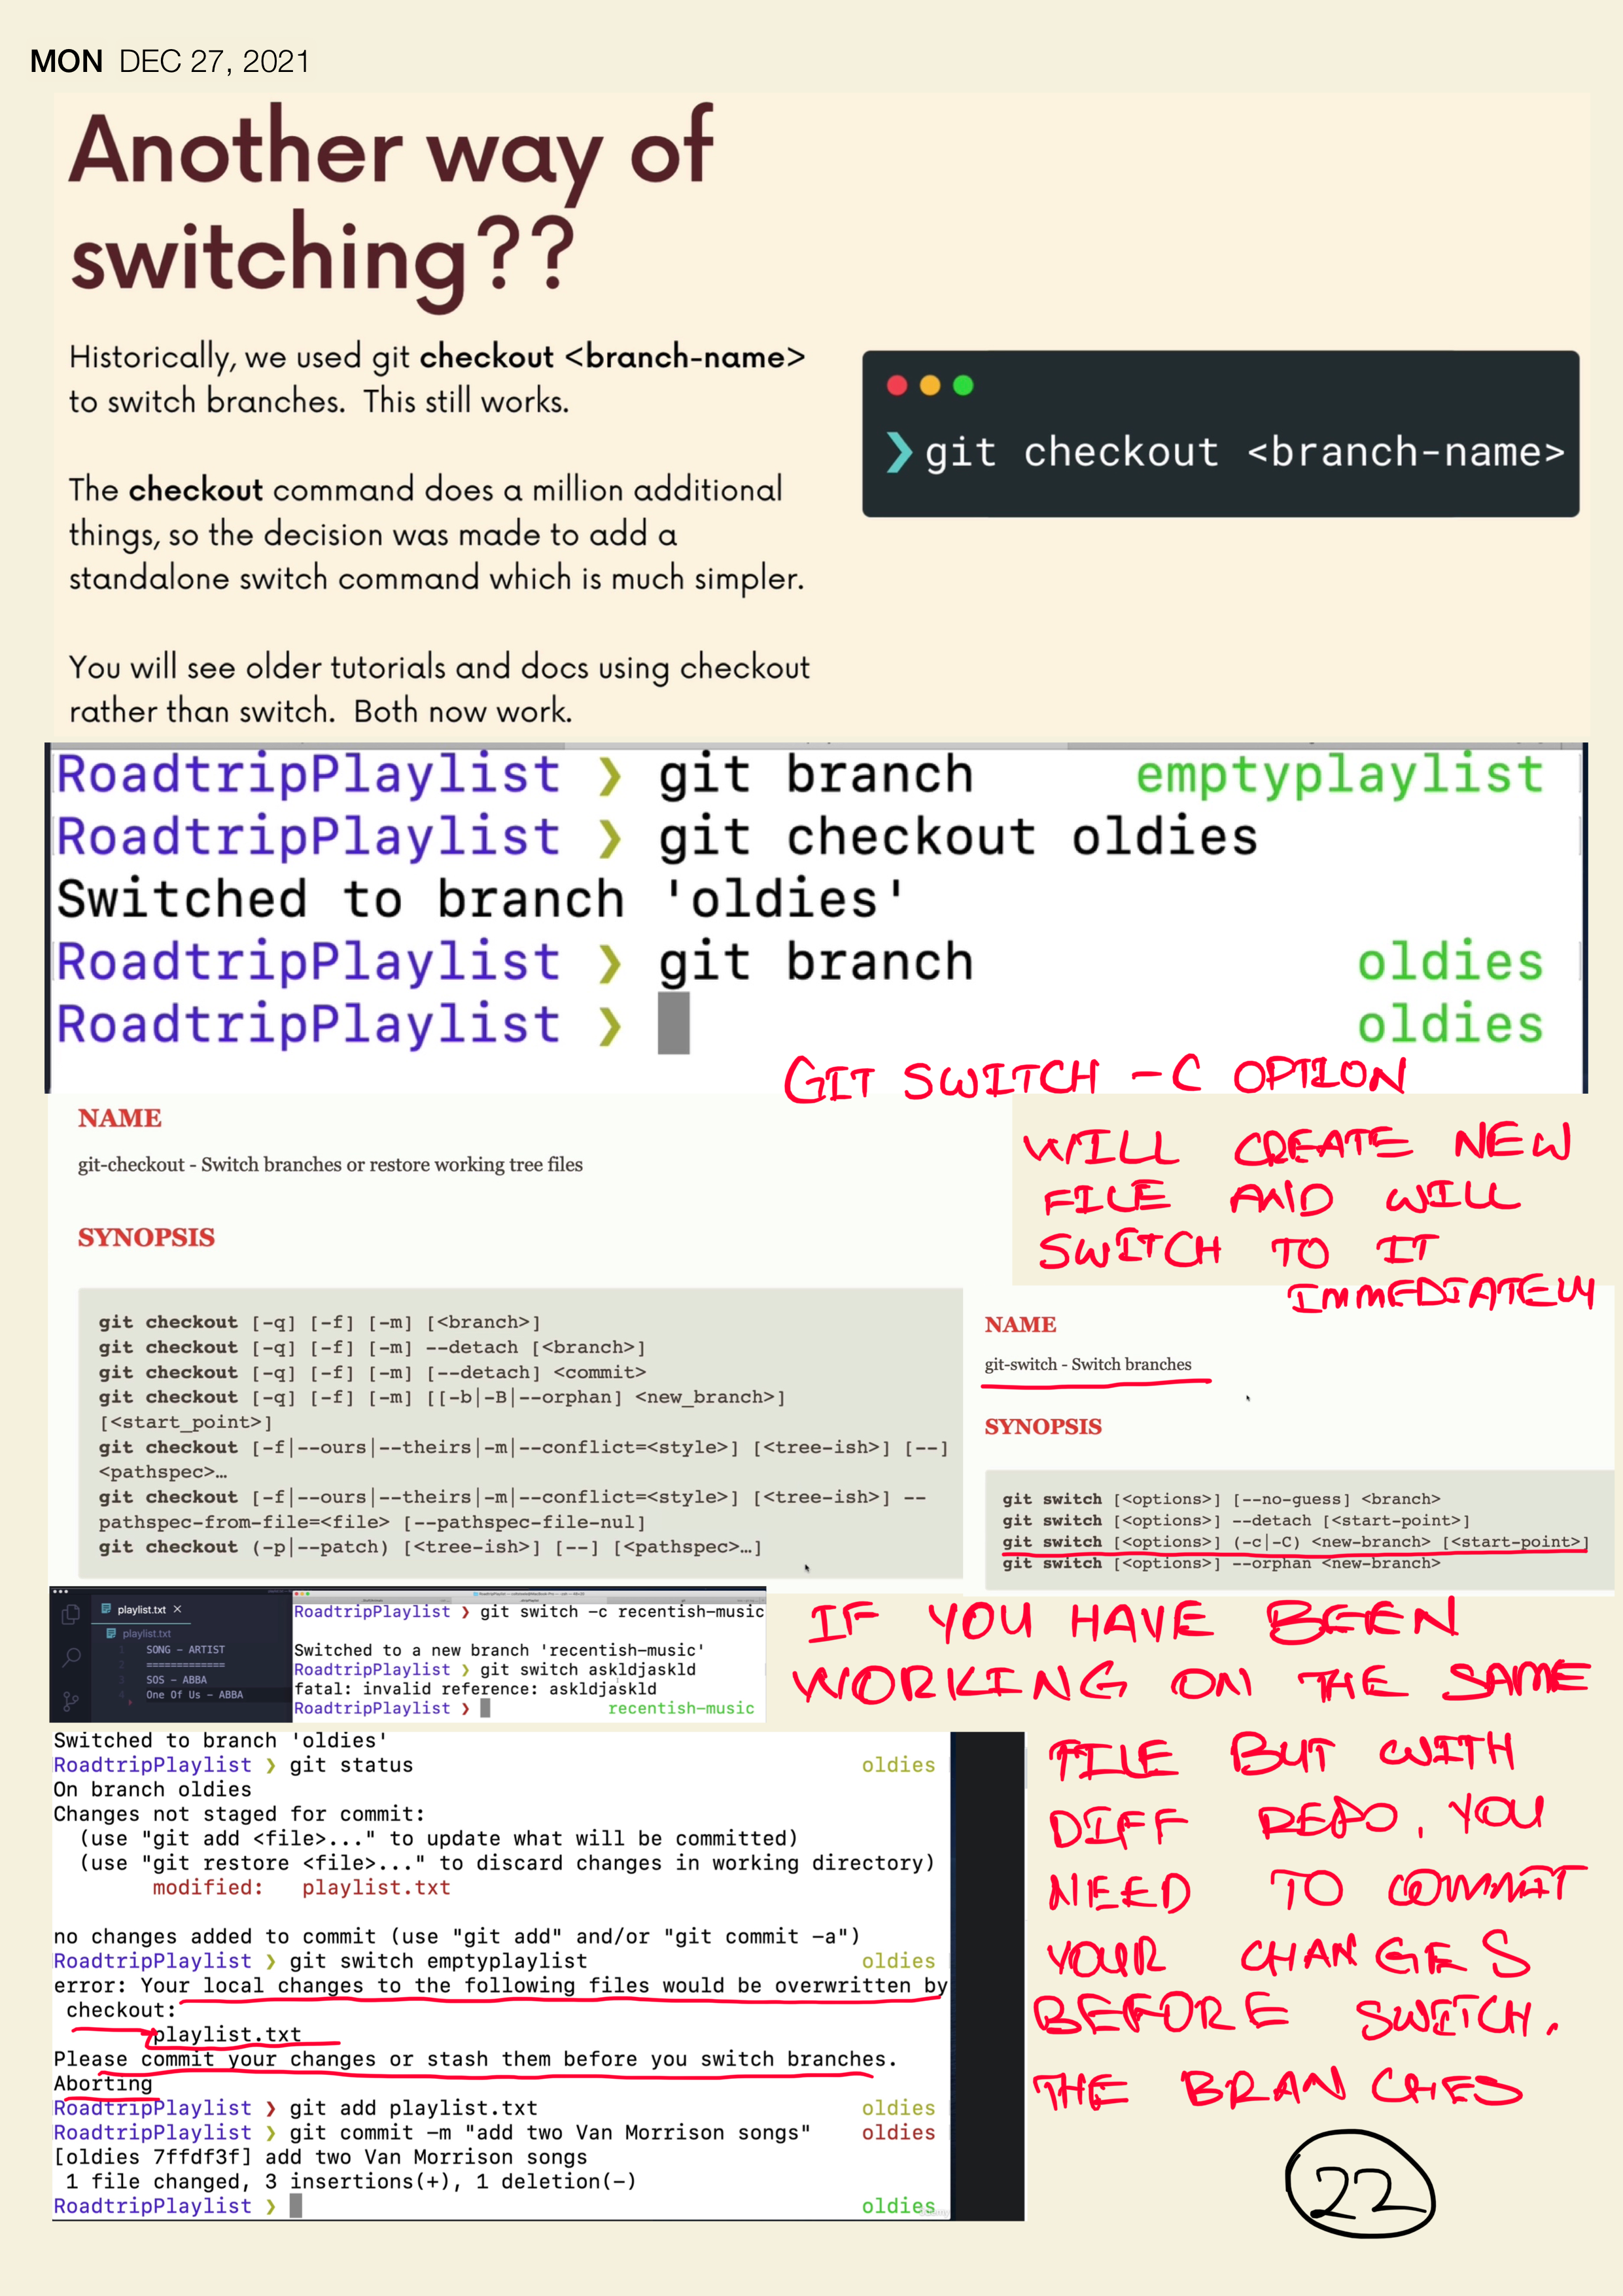 MON DEC 27, 2021
Another way of
switching??
Historically, we used git checkout <branch-name>
to switch branches. This still works.
The checkout command does a million additional
things, so the decision was made to add a
standalone switch command which is much simpler.
You will see older tutorials and docs using checkout
rather than switch. Both now work.
❯ git checkout <branch-name>
RoadtripPlaylist ❯ git branch emptyplaylist
RoadtripPlaylist ❯ git checkout oldies
Switched to branch 'oldies'
RoadtripPlaylist ❯ git branch oldies
RoadtripPlaylist ❯ oldies
GIT SWITCH -C OPTION
WILL CREATE NEW
FILE AND WILL
SWITCH TO IT
IMMEDIATELY
NAME
git-checkout - Switch branches or restore working tree files
SYNOPSIS
git checkout [-q] [-f] [-m] [<branch>]
git checkout [-q] [-f] [-m] --detach [<branch>]
git checkout [-q] [-f] [-m] [--detach] <commit>
git checkout [-q] [-f] [-m] [[-b|-B|--orphan] <new_branch>]
[<start_point>]
git checkout [-f|--ours|--theirs|-m|--conflict=<style>] [<tree-ish>] [--]
<pathspec>…
git checkout [-f|--ours|--theirs|-m|--conflict=<style>] [<tree-ish>] --
pathspec-from-file=<file> [--pathspec-file-nul]
git checkout (-p|--patch) [<tree-ish>] [--] [<pathspec>…]
NAME
git-switch - Switch branches
SYNOPSIS
git switch [<options>] [--no-guess] <branch>
git switch [<options>] --detach [<start-point>]
git switch [<options>] (-c|-C) <new-branch> [<start-point>]
git switch [<options>] --orphan <new-branch>
playlist.txt ×
playlist.txt
1 SONG - ARTIST
2 =============
3 SOS - ABBA
4 One Of Us - ABBA
RoadtripPlaylist ❯ git switch -c recentish-music
Switched to a new branch 'recentish-music'
RoadtripPlaylist ❯ git switch askldjaskld
fatal: invalid reference: askldjaskld
RoadtripPlaylist ❯ recentish-music
IF YOU HAVE BEEN
WORKING ON THE SAME
FILE BUT WITH
DIFF REPO, YOU
NEED TO COMMIT
YOUR CHANGES
BEFORE SWITCH.
THE BRANCHES
Switched to branch 'oldies'
RoadtripPlaylist ❯ git status oldies
On branch oldies
Changes not staged for commit:
(use "git add <file>..." to update what will be committed)
(use "git restore <file>..." to discard changes in working directory)
modified: playlist.txt
no changes added to commit (use "git add" and/or "git commit -a")
RoadtripPlaylist ❯ git switch emptyplaylist oldies
error: Your local changes to the following files would be overwritten by
checkout:
playlist.txt
Please commit your changes or stash them before you switch branches.
Aborting
RoadtripPlaylist ❯ git add playlist.txt oldies
RoadtripPlaylist ❯ git commit -m "add two Van Morrison songs" oldies
[oldies 7ffdf3f] add two Van Morrison songs
1 file changed, 3 insertions(+), 1 deletion(-)
RoadtripPlaylist ❯ oldies
22